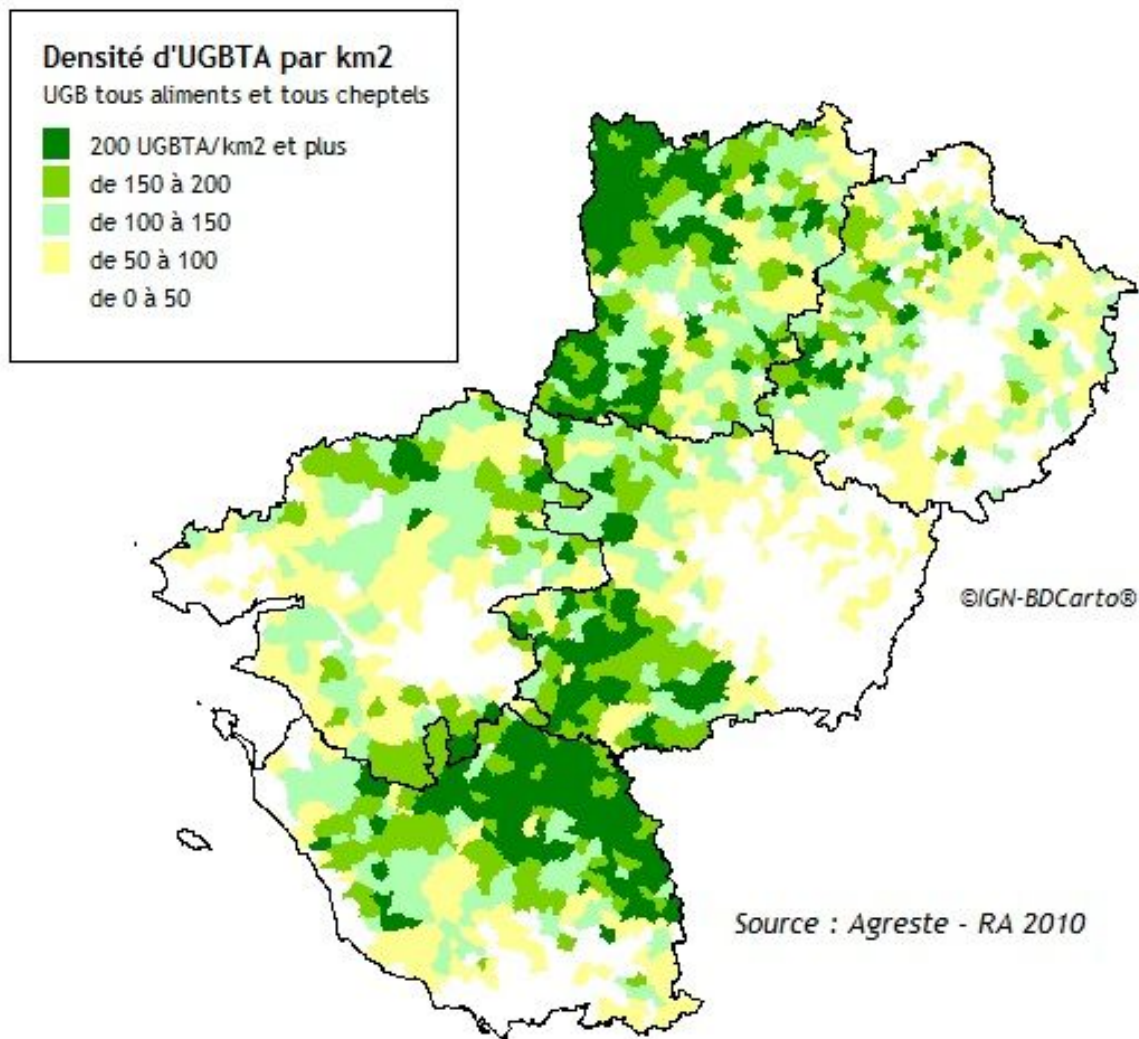 Densité d'UGBTA par km2
UGB tous aliments et tous cheptels
200 UGBTA/km2 et plus
de 150 à 200
de 100 à 150
de 50 à 100
de 0 à 50
©IGN-BDCarto®
Source : Agreste - RA 2010